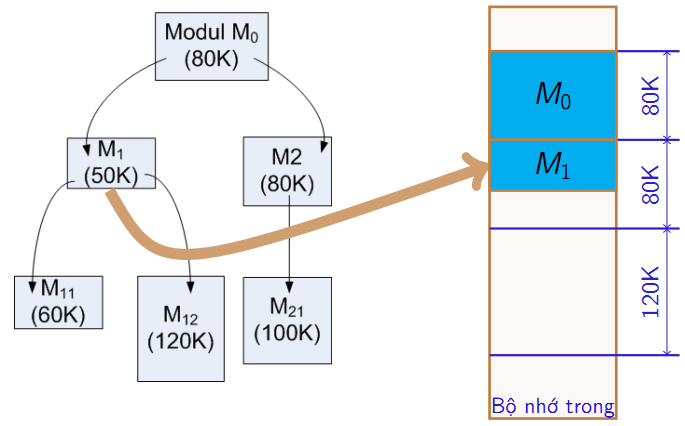 Modul M₀
(80K)
M₁
(50K)
M2
(80K)
M₁₁
(60K)
M₁₂
(120K)
M₂₁
(100K)
M₀
M₁
80K
80K
120K
Bộ nhớ trong